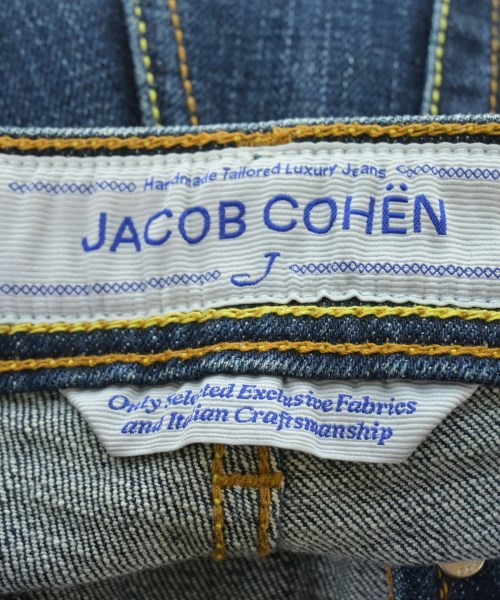 Handmade Tailored Luxury Jeans
JACOB COHËN
J
Only selected Exclusive Fabrics
and Italian Craftsmanship